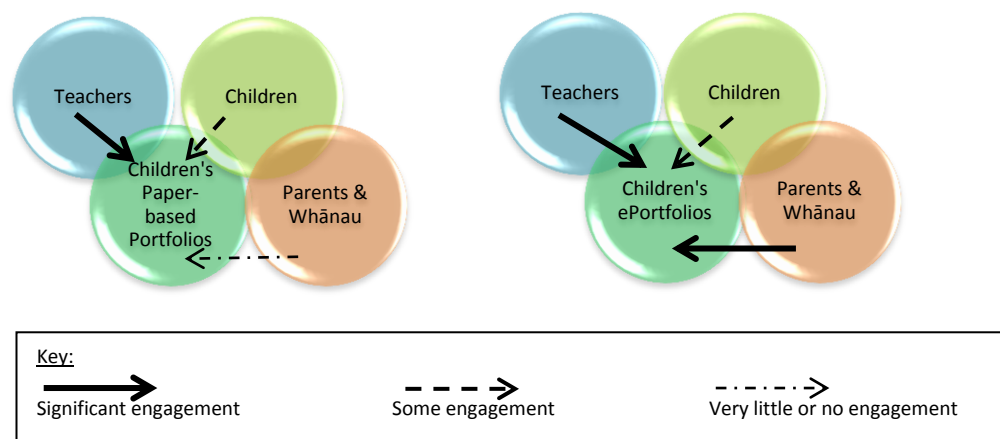 Teachers
Children
Children's
Paper-
based
Portfolios
Parents &
Whānau
Teachers
Children
Children's
ePortfolios
Parents &
Whānau
Key:
Significant engagement
Some engagement
Very little or no engagement